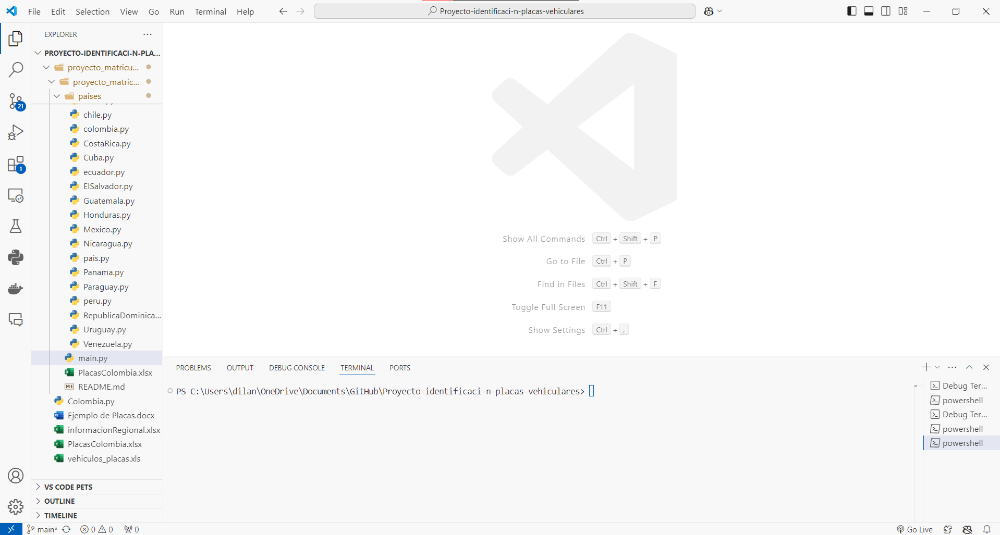 File Edit Selection View Go Run Terminal Help
Proyecto-identificaci-n-placas-vehiculares
EXPLORER
PROYECTO-IDENTIFICACI-N-PLA...
proyecto_matricu...
proyecto_matric...
paises
chile.py
colombia.py
CostaRica.py
Cuba.py
ecuador.py
ElSalvador.py
Guatemala.py
Honduras.py
Mexico.py
Nicaragua.py
pais.py
Panama.py
Paraguay.py
peru.py
RepublicaDominica...
Uruguay.py
Venezuela.py
main.py
PlacasColombia.xlsx
README.md
Colombia.py
Ejemplo de Placas.docx
informacionRegional.xlsx
PlacasColombia.xlsx
vehiculos_placas.xls
VS CODE PETS
OUTLINE
TIMELINE
21
1
Show All Commands Ctrl + Shift + P
Go to File Ctrl + P
Find in Files Ctrl + Shift + F
Toggle Full Screen F11
Show Settings Ctrl + ,
PROBLEMS OUTPUT DEBUG CONSOLE TERMINAL PORTS
PS C:\Users\dilan\OneDrive\Documents\GitHub\Proyecto-identificaci-n-placas-vehiculares>
Debug Ter...
powershell
Debug Ter...
powershell
powershell
main* 0 0 0 Go Live